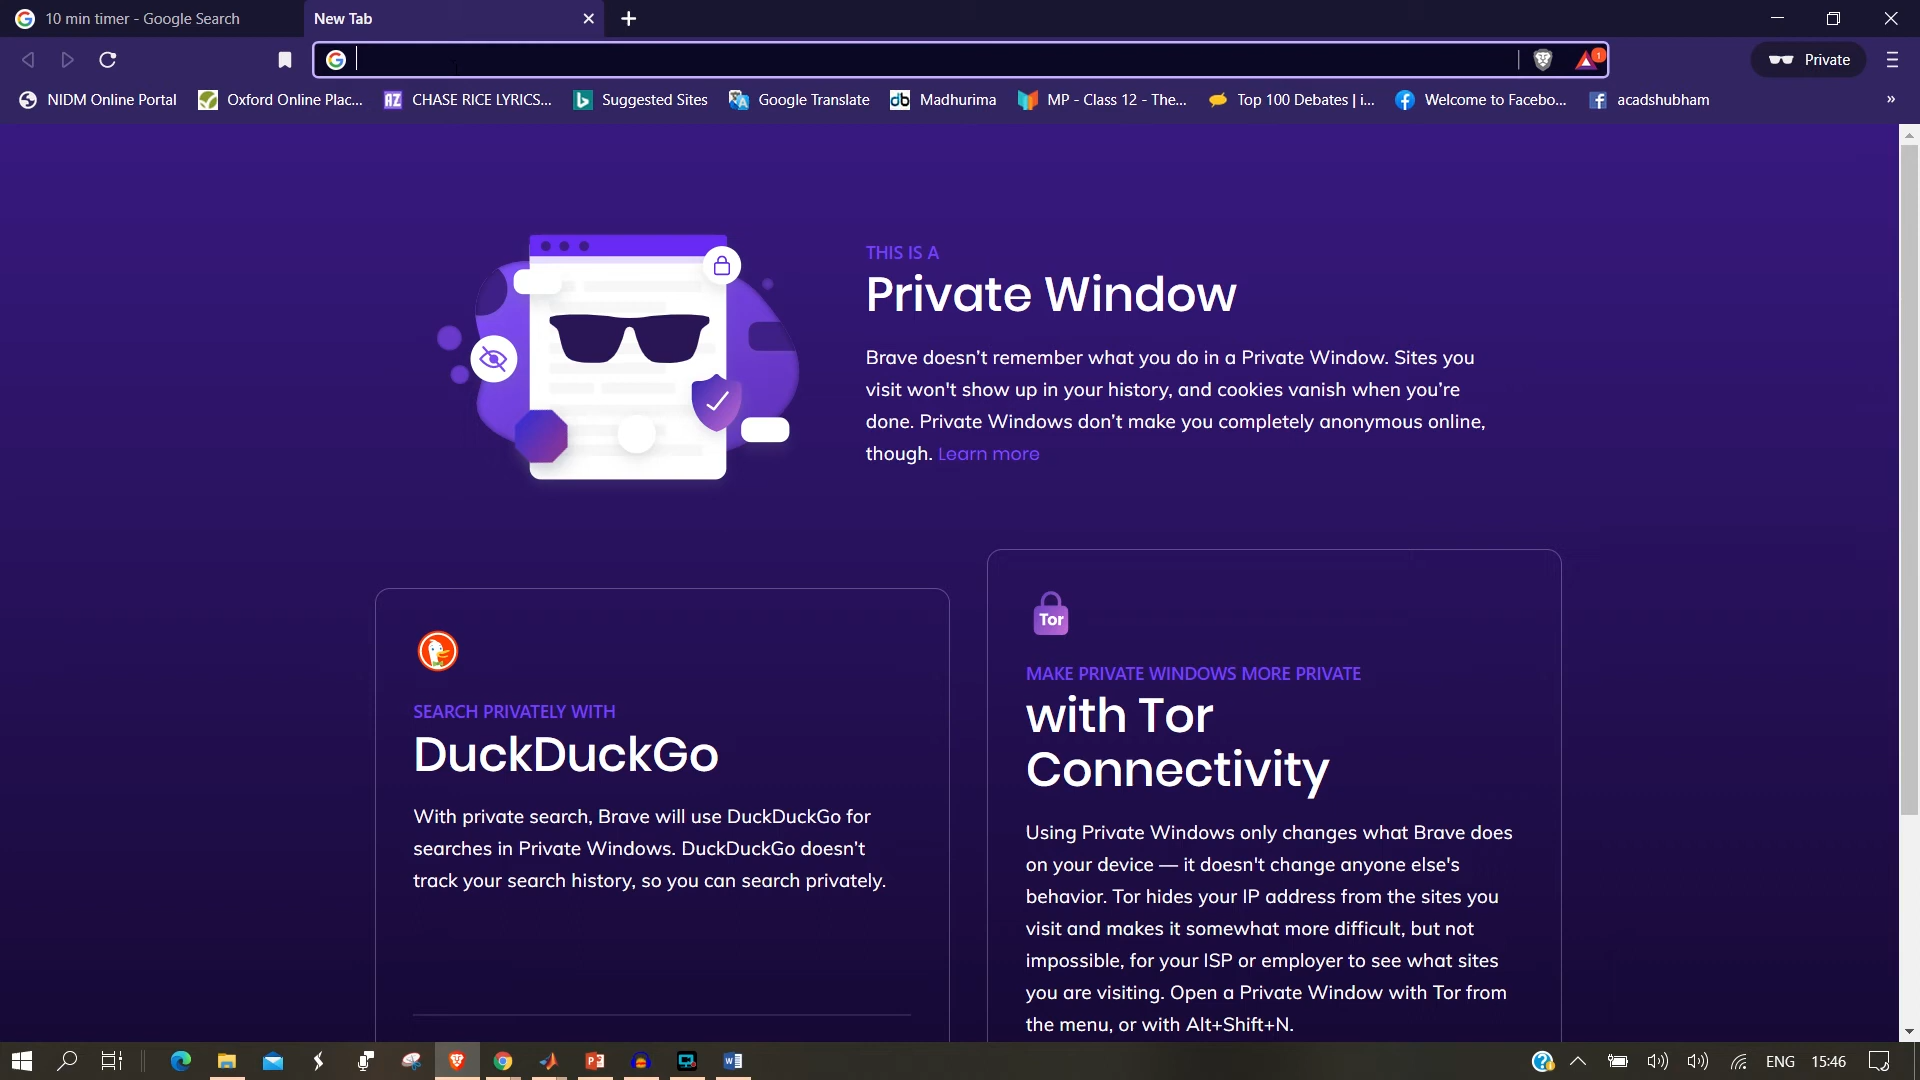 10 min timer - Google Search
New Tab
1
Private
NIDM Online Portal
Oxford Online Plac...
AZ
CHASE RICE LYRICS...
Suggested Sites
Google Translate
db
Madhurima
MP - Class 12 - The...
Top 100 Debates | i...
Welcome to Facebo...
acadshubham
»
THIS IS A
Private Window
Brave doesn't remember what you do in a Private Window. Sites you
visit won't show up in your history, and cookies vanish when you're
done. Private Windows don't make you completely anonymous online,
though. Learn more
SEARCH PRIVATELY WITH
DuckDuckGo
With private search, Brave will use DuckDuckGo for
searches in Private Windows. DuckDuckGo doesn't
track your search history, so you can search privately.
Tor
MAKE PRIVATE WINDOWS MORE PRIVATE
with Tor
Connectivity
Using Private Windows only changes what Brave does
on your device — it doesn't change anyone else's
behavior. Tor hides your IP address from the sites you
visit and makes it somewhat more difficult, but not
impossible, for your ISP or employer to see what sites
you are visiting. Open a Private Window with Tor from
the menu, or with Alt+Shift+N.
ENG
15:46